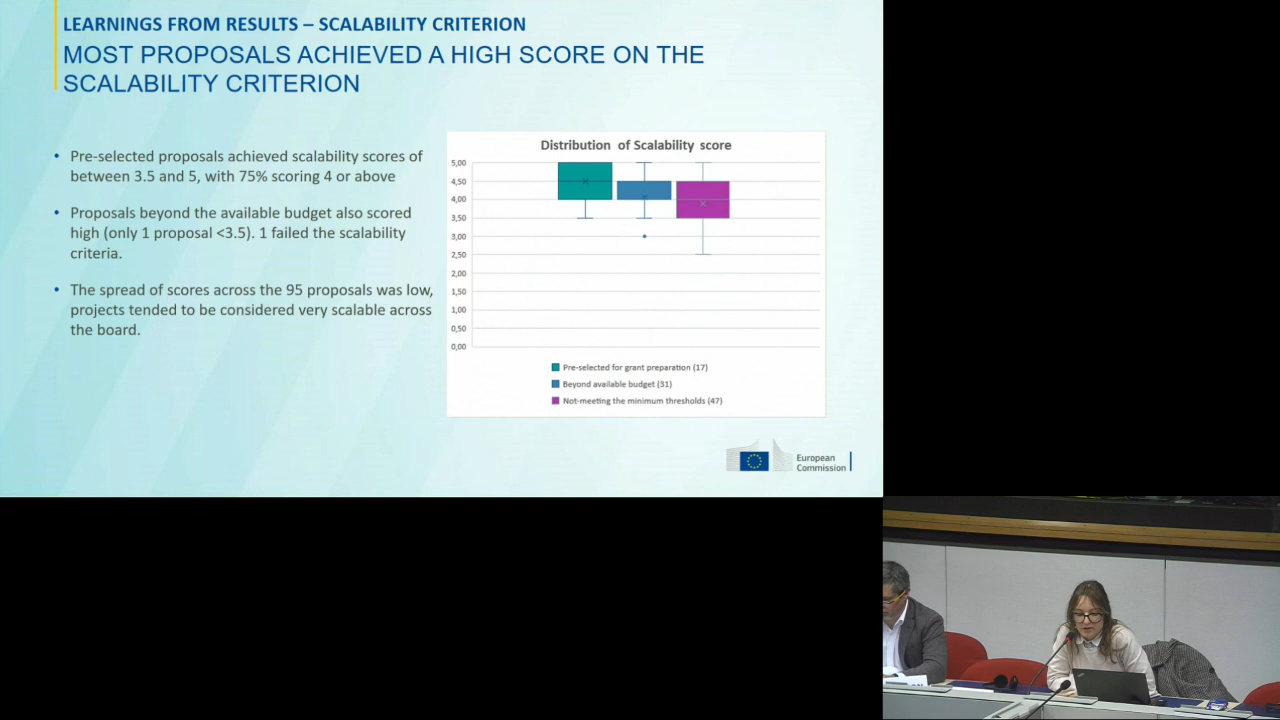 LEARNINGS FROM RESULTS – SCALABILITY CRITERION
MOST PROPOSALS ACHIEVED A HIGH SCORE ON THE
SCALABILITY CRITERION
• Pre-selected proposals achieved scalability scores of
between 3.5 and 5, with 75% scoring 4 or above
• Proposals beyond the available budget also scored
high (only 1 proposal <3.5). 1 failed the scalability
criteria.
• The spread of scores across the 95 proposals was low,
projects tended to be considered very scalable across
the board.
Distribution of Scalability score
5,00
4,50
4,00
3,50
3,00
2,50
2,00
1,50
1,00
0,50
0,00
Pre-selected for grant preparation (17)
Beyond available budget (31)
Not-meeting the minimum thresholds (47)
European
Commission